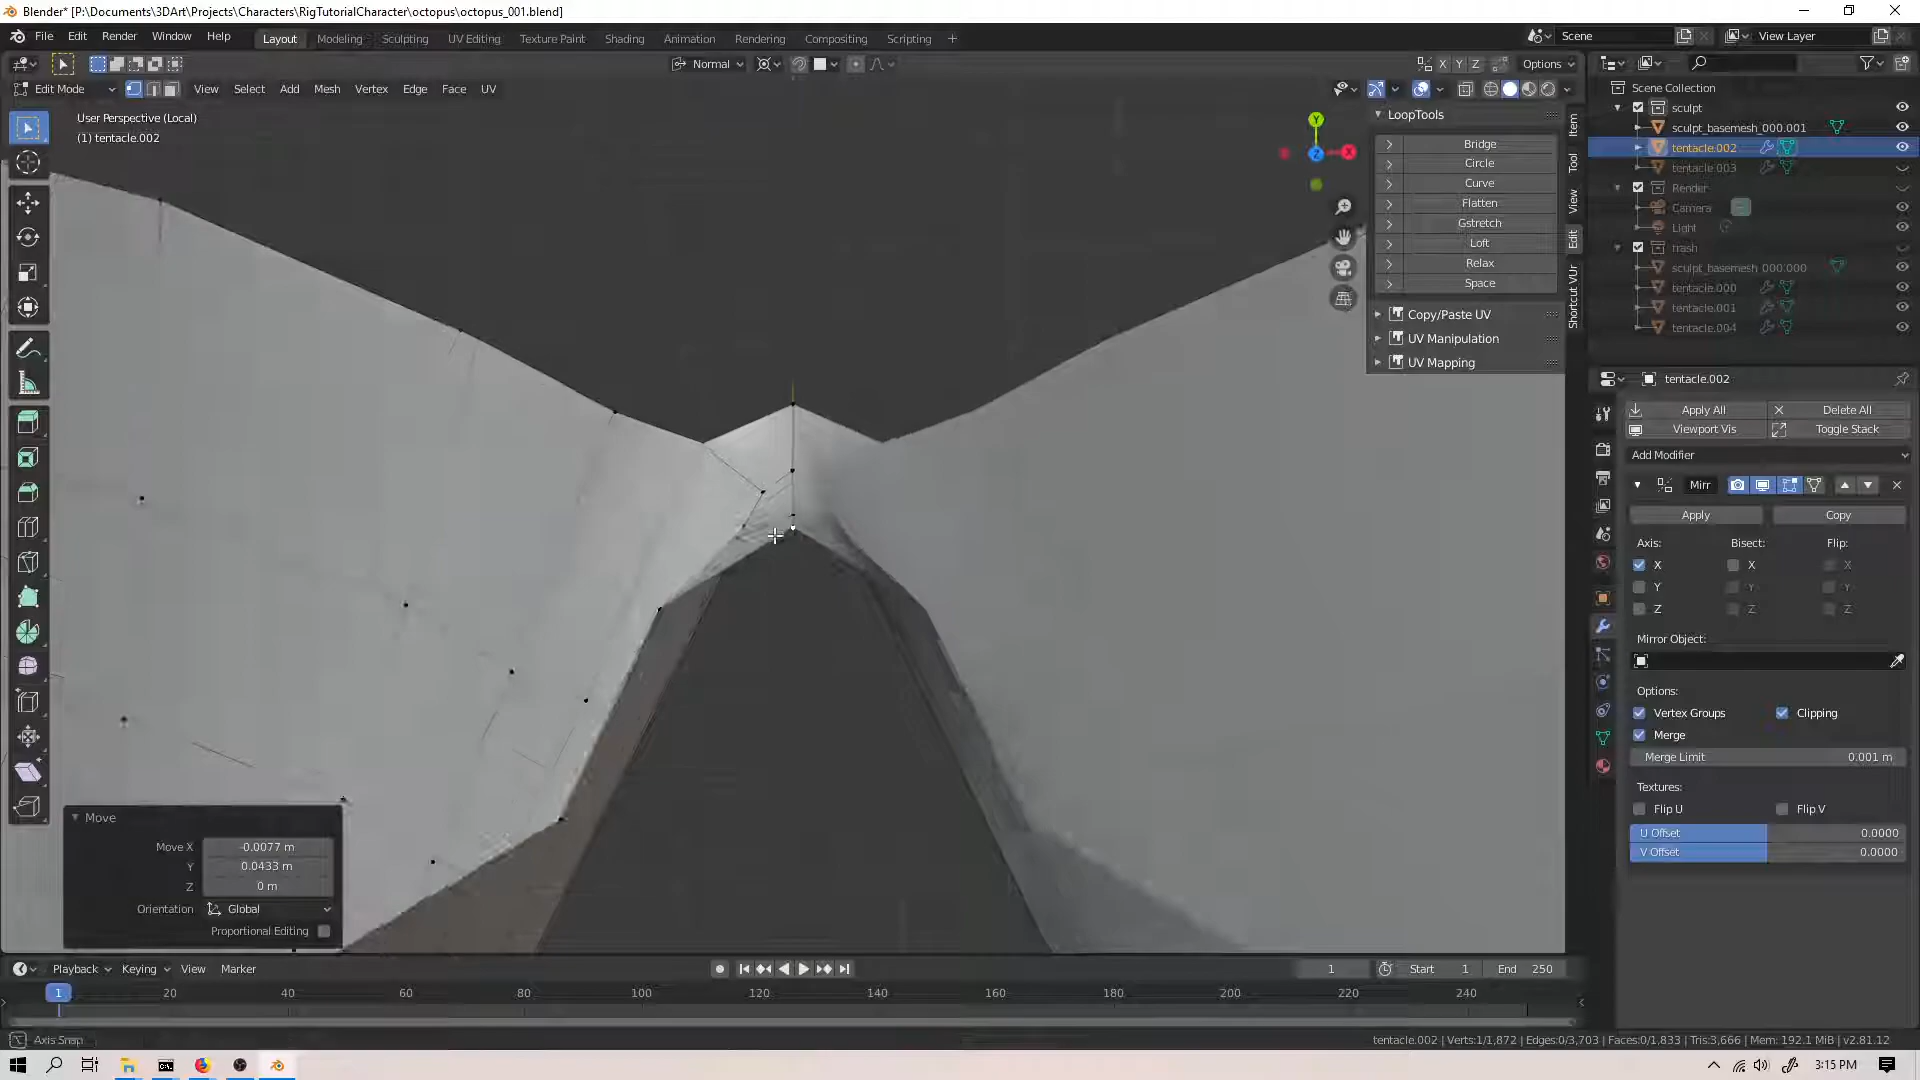 Blender* [P:\Documents\3DArt\Projects\Characters\RigTutorialCharacter\octopus\octopus_001.blend]
File Edit Render Window Help Layout Modeling Sculpting UV Editing Texture Paint Shading Animation Rendering Compositing Scripting + Scene View Layer
Normal X Y Z Options
Edit Mode View Select Add Mesh Vertex Edge Face UV
User Perspective (Local)
(1) tentacle.002
Y
Z
X
LoopTools
Bridge
Circle
Curve
Flatten
Gstretch
Loft
Relax
Space
Copy/Paste UV
UV Manipulation
UV Mapping
Item
Tool
View
Edit
Shortcut VUr
Scene Collection
sculpt
sculpt_basemesh_000.001
tentacle.002
tentacle.003
Render
Camera
Light
trash
sculpt_basemesh_000.000
tentacle.000
tentacle.001
tentacle.004
tentacle.002
Apply All Delete All
Viewport Vis Toggle Stack
Add Modifier
Mirr
Apply Copy
Axis: Bisect: Flip:
X X X
Y Y Y
Z Z Z
Mirror Object:
Options:
Vertex Groups Clipping
Merge
Merge Limit 0.001 m
Textures:
Flip U Flip V
U Offset 0.0000
V Offset 0.0000
Move
Move X -0.0077 m
Y 0.0433 m
Z 0 m
Orientation Global
Proportional Editing
Playback Keying View Marker 1 Start 1 End 250
1 20 40 60 80 100 120 140 160 180 200 220 240
Axis Snap tentacle.002 | Verts:1/1,872 | Edges:0/3,703 | Faces:0/1,833 | Tris:3,666 | Mem: 192.1 MiB | v2.81.12
3:15 PM